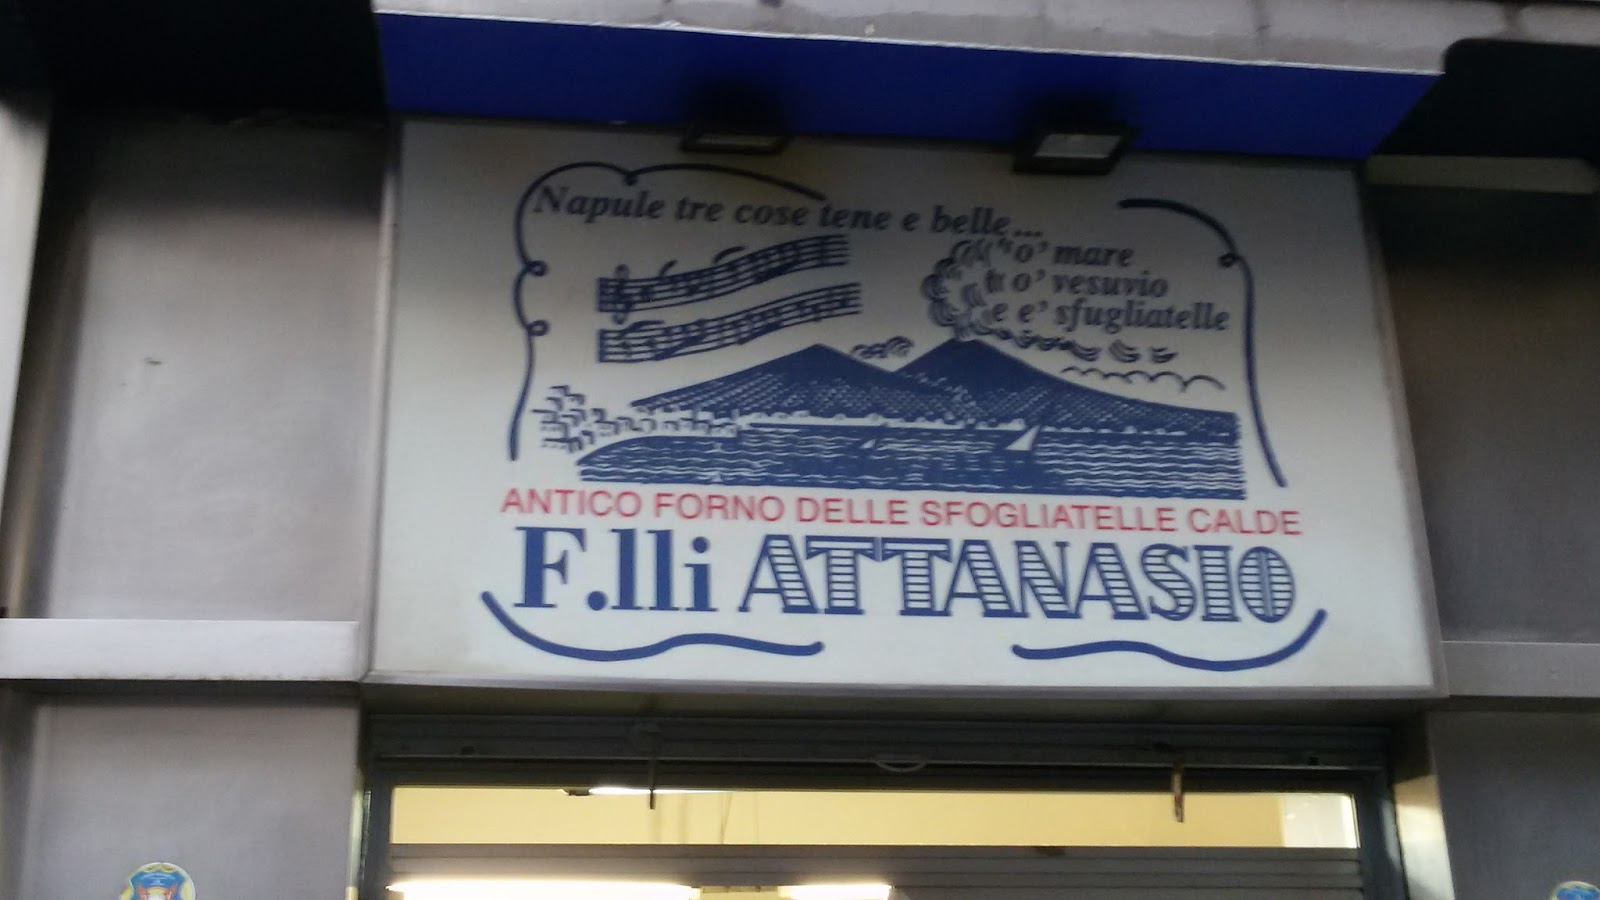 Napule tre cose tene e belle...
'o' mare
o' vesuvio
e e' sfugliatelle
ANTICO FORNO DELLE SFOGLIATELLE CALDE
F.lli ATTANASIO